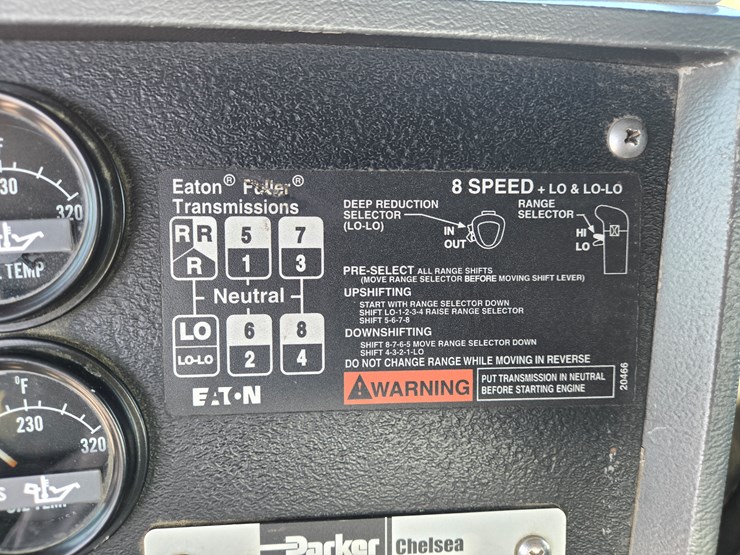 Eaton® Fuller®
Transmissions
8 SPEED + LO & LO-LO
DEEP REDUCTION
SELECTOR
(LO-LO)
IN
OUT
RANGE
SELECTOR
HI
LO
R R 5 7
R 1 3
Neutral
LO 6 8
LO-LO 2 4
EATON
PRE-SELECT ALL RANGE SHIFTS
(MOVE RANGE SELECTOR BEFORE MOVING SHIFT LEVER)
UPSHIFTING
START WITH RANGE SELECTOR DOWN
SHIFT LO-1-2-3-4 RAISE RANGE SELECTOR
SHIFT 5-6-7-8
DOWNSHIFTING
SHIFT 8-7-6-5 MOVE RANGE SELECTOR DOWN
SHIFT 4-3-2-1-LO
DO NOT CHANGE RANGE WHILE MOVING IN REVERSE
WARNING
PUT TRANSMISSION IN NEUTRAL
BEFORE STARTING ENGINE
20466
F
30
320
TEMP
°F
230
320
S
Parker
Chelsea